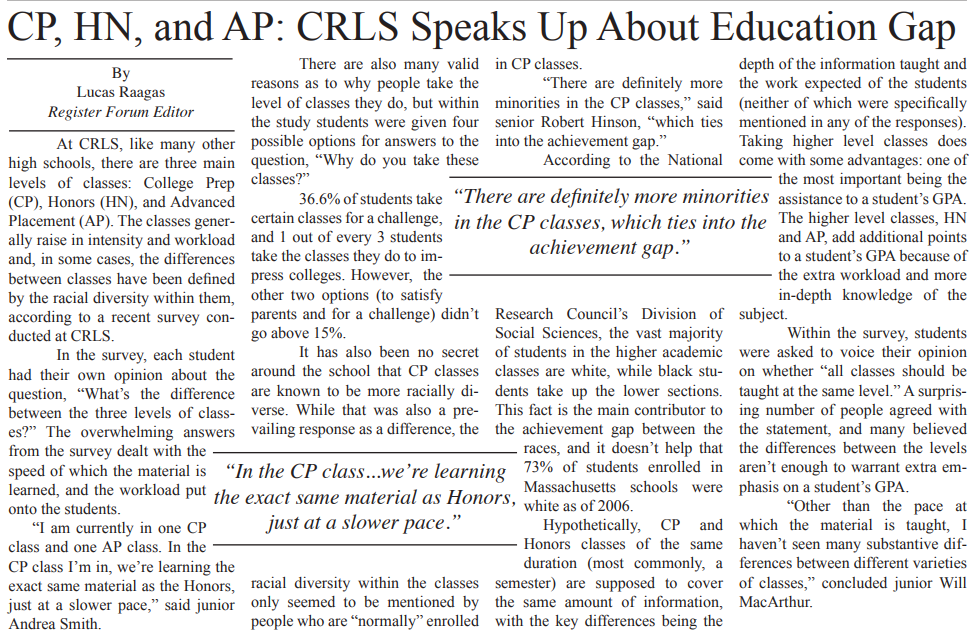 CP, HN, and AP: CRLS Speaks Up About Education Gap
By
Lucas Raagas
Register Forum Editor
At CRLS, like many other
high schools, there are three main
levels of classes: College Prep
(CP), Honors (HN), and Advanced
Placement (AP). The classes gener-
ally raise in intensity and workload
and, in some cases, the differences
between classes have been defined
by the racial diversity within them,
according to a recent survey con-
ducted at CRLS.
In the survey, each student
had their own opinion about the
question, “What’s the difference
between the three levels of class-
es?” The overwhelming answers
from the survey dealt with the
speed of which the material is
learned, and the workload put
onto the students.
“I am currently in one CP
class and one AP class. In the
CP class I’m in, we’re learning the
exact same material as the Honors,
just at a slower pace,” said junior
Andrea Smith.
There are also many valid
reasons as to why people take the
level of classes they do, but within
the study students were given four
possible options for answers to the
question, “Why do you take these
classes?”
36.6% of students take
certain classes for a challenge,
and 1 out of every 3 students
take the classes they do to im-
press colleges. However, the
other two options (to satisfy
parents and for a challenge) didn’t
go above 15%.
It has also been no secret
around the school that CP classes
are known to be more racially di-
verse. While that was also a pre-
vailing response as a difference, the
“In the CP class...we’re learning
the exact same material as Honors,
just at a slower pace.”
racial diversity within the classes
only seemed to be mentioned by
people who are “normally” enrolled
in CP classes.
“There are definitely more
minorities in the CP classes,” said
senior Robert Hinson, “which ties
into the achievement gap.”
According to the National
“There are definitely more minorities
in the CP classes, which ties into the
achievement gap.”
Research Council’s Division of
Social Sciences, the vast majority
of students in the higher academic
classes are white, while black stu-
dents take up the lower sections.
This fact is the main contributor to
the achievement gap between the
races, and it doesn’t help that
73% of students enrolled in
Massachusetts schools were
white as of 2006.
Hypothetically, CP and
Honors classes of the same
duration (most commonly, a
semester) are supposed to cover
the same amount of information,
with the key differences being the
depth of the information taught and
the work expected of the students
(neither of which were specifically
mentioned in any of the responses).
Taking higher level classes does
come with some advantages: one of
the most important being the
assistance to a student’s GPA.
The higher level classes, HN
and AP, add additional points
to a student’s GPA because of
the extra workload and more
in-depth knowledge of the
subject.
Within the survey, students
were asked to voice their opinion
on whether “all classes should be
taught at the same level.” A surpris-
ing number of people agreed with
the statement, and many believed
the differences between the levels
aren’t enough to warrant extra em-
phasis on a student’s GPA.
“Other than the pace at
which the material is taught, I
haven’t seen many substantive dif-
ferences between different varieties
of classes,” concluded junior Will
MacArthur.